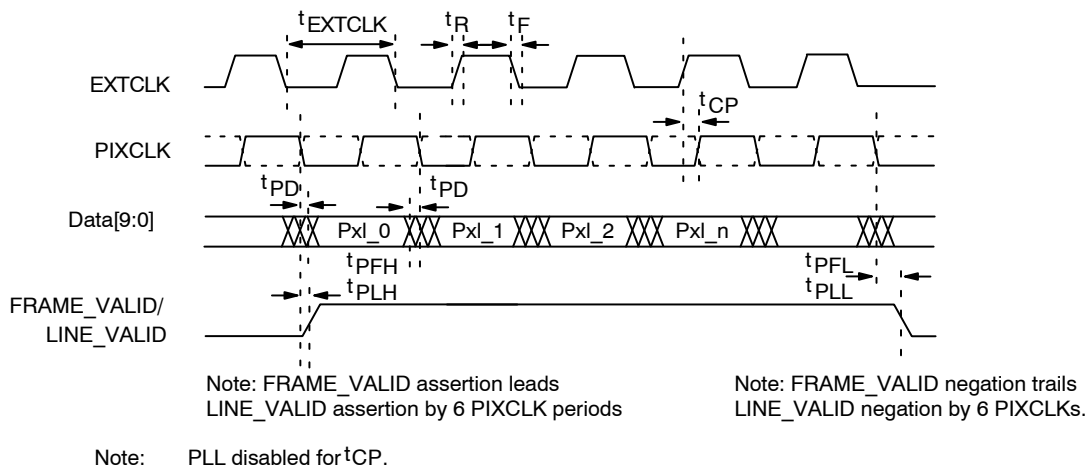 tEXTCLK
tR
tF
EXTCLK
tCP
PIXCLK
tPD
tPD
Data[9:0]
Pxl_0
Pxl_1
Pxl_2
Pxl_n
tPFH
tPLH
tPFL
tPLL
FRAME_VALID/
LINE_VALID
Note: FRAME_VALID assertion leads
LINE_VALID assertion by 6 PIXCLK periods
Note: FRAME_VALID negation trails
LINE_VALID negation by 6 PIXCLKs.
Note: PLL disabled for tCP.